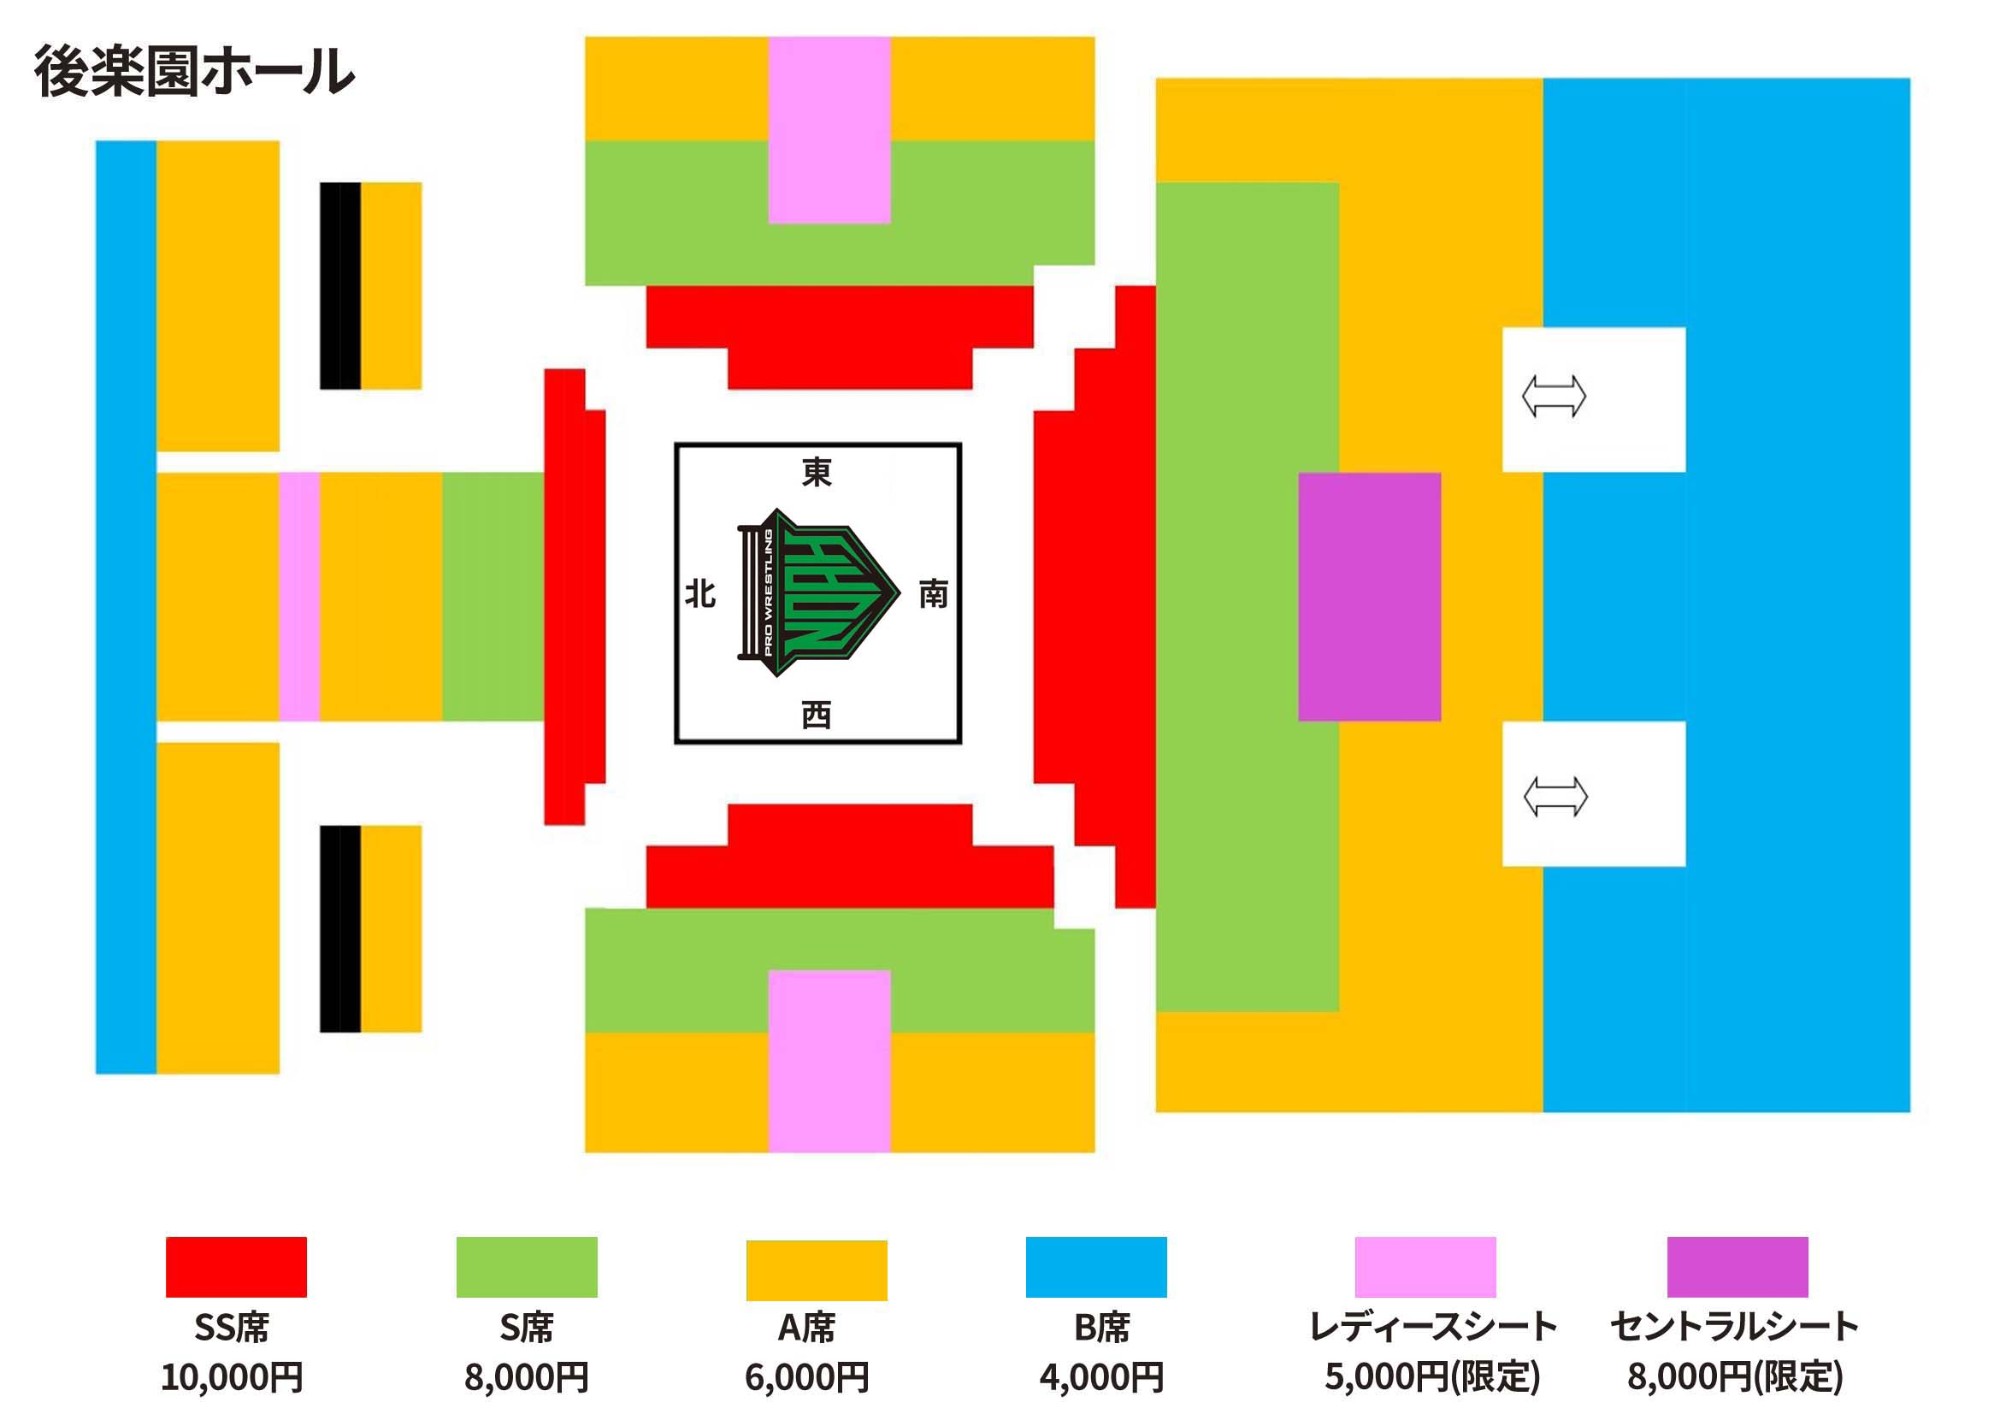 後楽園ホール
東
北
PRO WRESTLING
NOAH
南
西
SS席
10,000円
S席
8,000円
A席
6,000円
B席
4,000円
レディースシート
5,000円(限定)
セントラルシート
8,000円(限定)